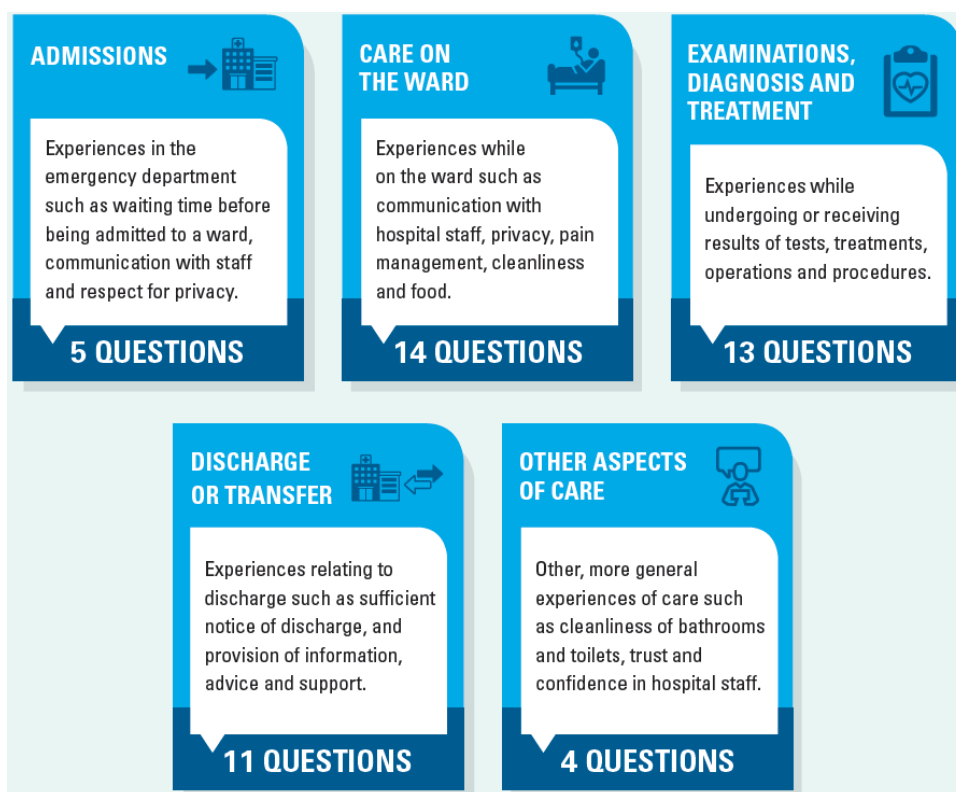 ADMISSIONS
Experiences in the
emergency department
such as waiting time before
being admitted to a ward,
communication with staff
and respect for privacy.
5 QUESTIONS
CARE ON
THE WARD
Experiences while
on the ward such as
communication with
hospital staff, privacy, pain
management, cleanliness
and food.
14 QUESTIONS
EXAMINATIONS,
DIAGNOSIS AND
TREATMENT
Experiences while
undergoing or receiving
results of tests, treatments,
operations and procedures.
13 QUESTIONS
DISCHARGE
OR TRANSFER
Experiences relating to
discharge such as sufficient
notice of discharge, and
provision of information,
advice and support.
11 QUESTIONS
OTHER ASPECTS
OF CARE
Other, more general
experiences of care such
as cleanliness of bathrooms
and toilets, trust and
confidence in hospital staff.
4 QUESTIONS